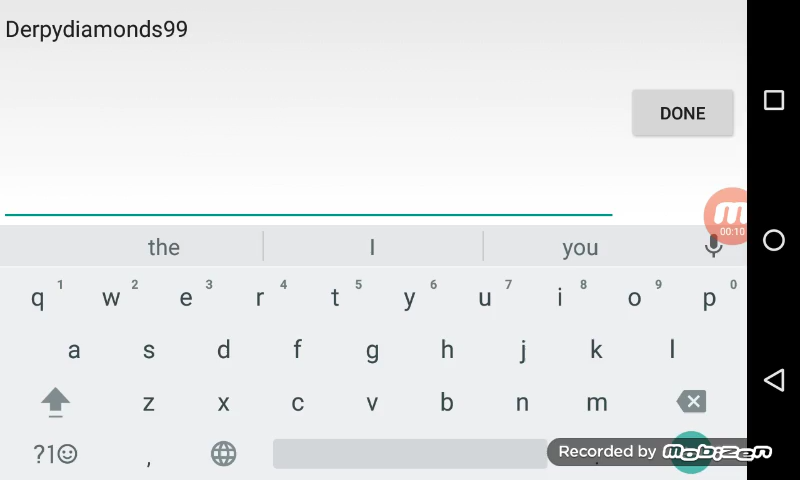 Derpydiamonds99
DONE
00:10
the I you
q 1 w 2 e 3 r 4 t 5 y 6 u 7 i 8 o 9 p 0
a s d f g h j k l
z x c v b n m
?1☺ , .
Recorded by mobizen